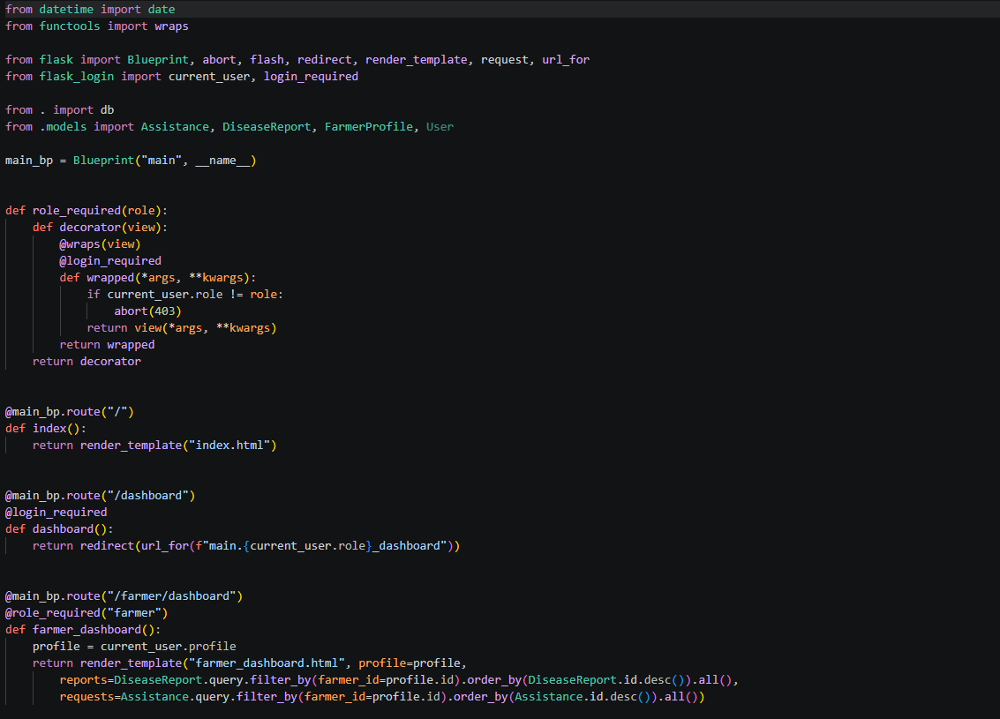 from datetime import date
from functools import wraps

from flask import Blueprint, abort, flash, redirect, render_template, request, url_for
from flask_login import current_user, login_required

from . import db
from .models import Assistance, DiseaseReport, FarmerProfile, User

main_bp = Blueprint("main", __name__)


def role_required(role):
    def decorator(view):
        @wraps(view)
        @login_required
        def wrapped(*args, **kwargs):
            if current_user.role != role:
                abort(403)
            return view(*args, **kwargs)
        return wrapped
    return decorator


@main_bp.route("/")
def index():
    return render_template("index.html")


@main_bp.route("/dashboard")
@login_required
def dashboard():
    return redirect(url_for(f"main.{current_user.role}_dashboard"))


@main_bp.route("/farmer/dashboard")
@role_required("farmer")
def farmer_dashboard():
    profile = current_user.profile
    return render_template("farmer_dashboard.html", profile=profile,
        reports=DiseaseReport.query.filter_by(farmer_id=profile.id).order_by(DiseaseReport.id.desc()).all(),
        requests=Assistance.query.filter_by(farmer_id=profile.id).order_by(Assistance.id.desc()).all())